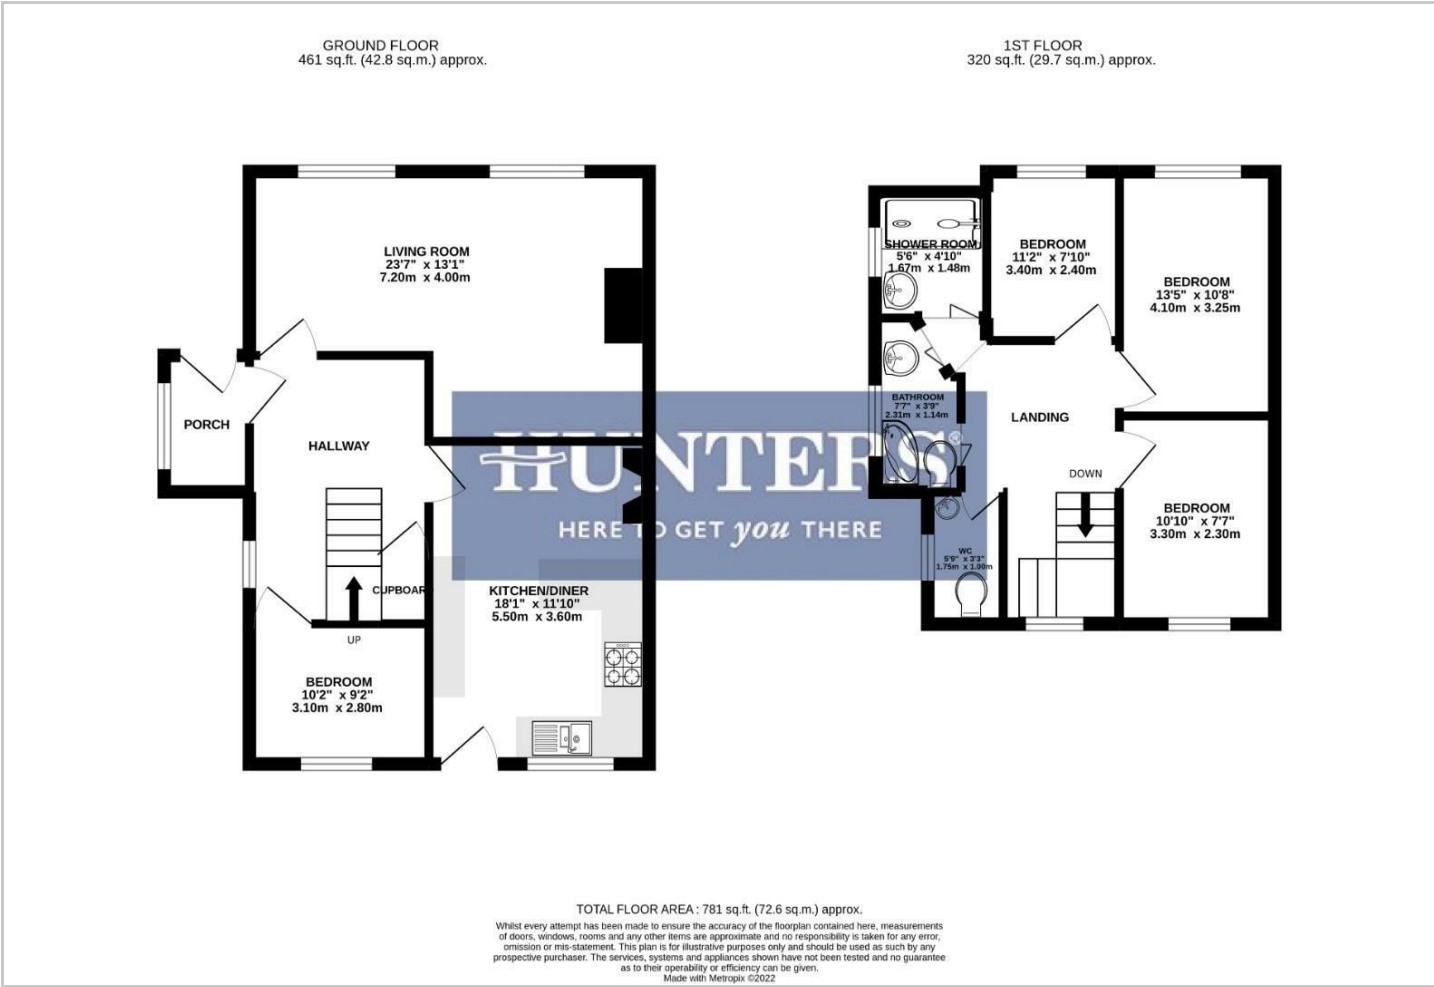 GROUND FLOOR
461 sq.ft. (42.8 sq.m.) approx.
1ST FLOOR
320 sq.ft. (29.7 sq.m.) approx.
LIVING ROOM
23'7" x 13'1"
7.20m x 4.00m
PORCH
HALLWAY
CUPBOARD
UP
BEDROOM
10'2" x 9'2"
3.10m x 2.80m
KITCHEN/DINER
18'1" x 11'10"
5.50m x 3.60m
SHOWER ROOM
5'6" x 4'10"
1.67m x 1.48m
BEDROOM
11'2" x 7'10"
3.40m x 2.40m
BEDROOM
13'5" x 10'8"
4.10m x 3.25m
BATHROOM
7'7" x 3'9"
2.31m x 1.14m
LANDING
DOWN
BEDROOM
10'10" x 7'7"
3.30m x 2.30m
WC
5'9" x 3'3"
1.75m x 1.00m
HUNTERS®
HERE TO GET you THERE
TOTAL FLOOR AREA : 781 sq.ft. (72.6 sq.m.) approx.
Whilst every attempt has been made to ensure the accuracy of the floorplan contained here, measurements
of doors, windows, rooms and any other items are approximate and no responsibility is taken for any error,
omission or mis-statement. This plan is for illustrative purposes only and should be used as such by any
prospective purchaser. The services, systems and appliances shown have not been tested and no guarantee
as to their operability or efficiency can be given.
Made with Metropix ©2022